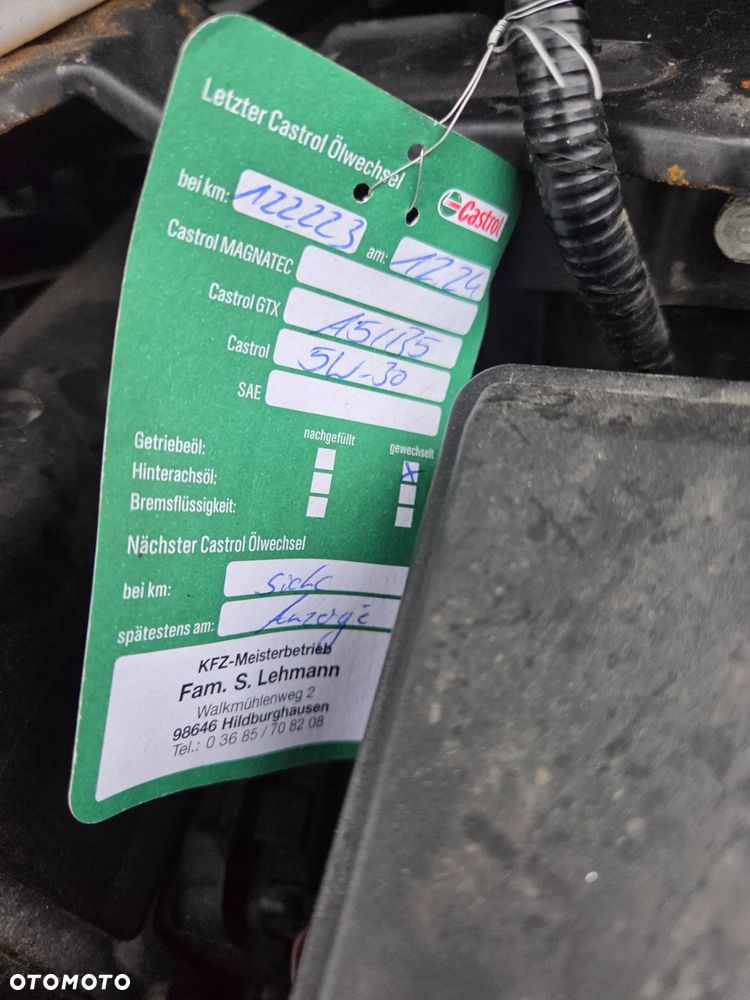 Letzter Castrol Ölwechsel
Castrol
bei km: 122.223 am: 12.24
Castrol MAGNATEC
Castrol GTX A5/B5
Castrol 5W-30
SAE
nachgefüllt gewechselt
Getriebeöl: x
Hinterachsöl:
Bremsflüssigkeit:
Nächster Castrol Ölwechsel
bei km: siehe
spätestens am: Anzeige
KFZ-Meisterbetrieb
Fam. S. Lehmann
Walkmühlenweg 2
98646 Hildburghausen
Tel.: 0 36 85 / 70 82 08
OTOMOTO